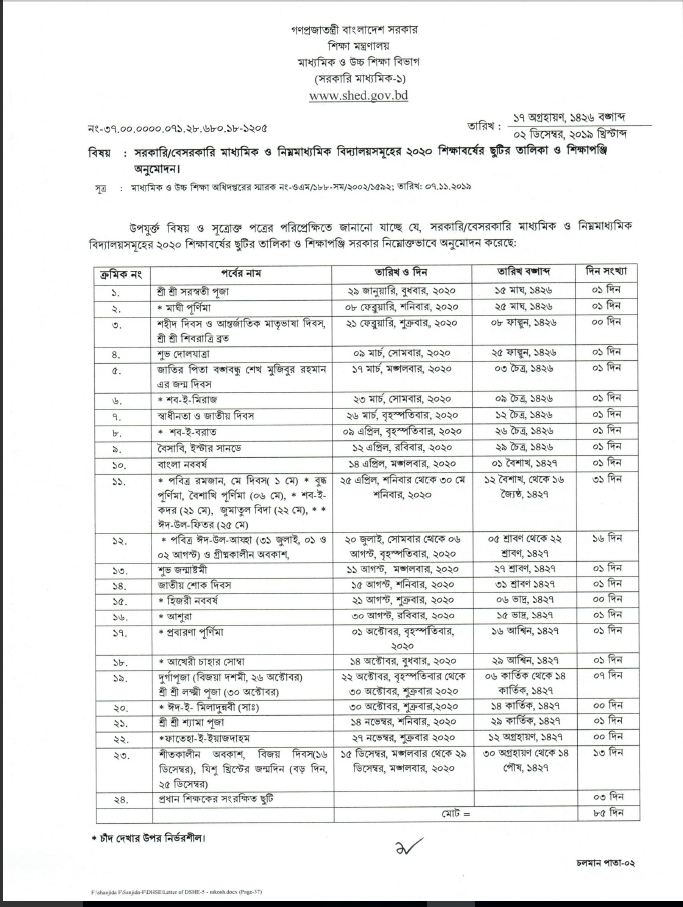 গণপ্রজাতন্ত্রী বাংলাদেশ সরকার
শিক্ষা মন্ত্রণালয়
মাধ্যমিক ও উচ্চ শিক্ষা বিভাগ
(সরকারি মাধ্যমিক-১)
www.shed.gov.bd
নং-৩৭.০০.০০০০.০৭১.২৮.৬৮০.১৮-১২০৫
তারিখ : ১৭ অগ্রহায়ণ, ১৪২৬ বঙ্গাব্দ
০২ ডিসেম্বর, ২০১৯ খ্রিস্টাব্দ
বিষয় : সরকারি/বেসরকারি মাধ্যমিক ও নিম্নমাধ্যমিক বিদ্যালয়সমূহের ২০২০ শিক্ষাবর্ষের ছুটির তালিকা ও শিক্ষাপঞ্জি
অনুমোদন।
সূত্র : মাধ্যমিক ও উচ্চ শিক্ষা অধিদপ্তরের স্মারক নং-ওএম/১৮৮-সম/২০০২/১৫৯২; তারিখ: ০৭.১১.২০১৯
উপর্যুক্ত বিষয় ও সূত্রোক্ত পত্রের পরিপ্রেক্ষিতে জানানো যাচ্ছে যে, সরকারি/বেসরকারি মাধ্যমিক ও নিম্নমাধ্যমিক
বিদ্যালয়সমূহের ২০২০ শিক্ষাবর্ষের ছুটির তালিকা ও শিক্ষাপঞ্জি সরকার নিম্নোক্তভাবে অনুমোদন করেছে:
ক্রমিক নং পর্বের নাম তারিখ ও দিন তারিখ বঙ্গাব্দ দিন সংখ্যা
১. শ্রী শ্রী সরস্বতী পূজা ২৯ জানুয়ারি, বুধবার, ২০২০ ১৫ মাঘ, ১৪২৬ ০১ দিন
২. * মাঘী পূর্ণিমা ০৮ ফেব্রুয়ারি, শনিবার, ২০২০ ২৫ মাঘ, ১৪২৬ ০১ দিন
৩. শহীদ দিবস ও আন্তর্জাতিক মাতৃভাষা দিবস, ২১ ফেব্রুয়ারি, শুক্রবার, ২০২০ ০৮ ফাল্গুন, ১৪২৬ ০০ দিন
শ্রী শ্রী শিবরাত্রি ব্রত
৪. শুভ দোলযাত্রা ০৯ মার্চ, সোমবার, ২০২০ ২৫ ফাল্গুন, ১৪২৬ ০১ দিন
৫. জাতির পিতা বঙ্গবন্ধু শেখ মুজিবুর রহমান ১৭ মার্চ, মঙ্গলবার, ২০২০ ০৩ চৈত্র, ১৪২৬ ০১ দিন
এর জন্ম দিবস
৬. * শব-ই-মিরাজ ২৩ মার্চ, সোমবার, ২০২০ ০৯ চৈত্র, ১৪২৬ ০১ দিন
৭. স্বাধীনতা ও জাতীয় দিবস ২৬ মার্চ, বৃহস্পতিবার, ২০২০ ১২ চৈত্র, ১৪২৬ ০১ দিন
৮. * শব-ই-বরাত ০৯ এপ্রিল, বৃহস্পতিবার, ২০২০ ২৬ চৈত্র, ১৪২৬ ০১ দিন
৯. বৈসাবি, ইস্টার সানডে ১২ এপ্রিল, রবিবার, ২০২০ ২৯ চৈত্র, ১৪২৬ ০১ দিন
১০. বাংলা নববর্ষ ১৪ এপ্রিল, মঙ্গলবার, ২০২০ ০১ বৈশাখ, ১৪২৭ ০১ দিন
১১. * পবিত্র রমজান, মে দিবস( ১ মে) * বুদ্ধ ২৫ এপ্রিল, শনিবার থেকে ৩০ মে ১২ বৈশাখ, থেকে ১৬ ৩১ দিন
পূর্ণিমা, বৈশাখি পূর্ণিমা (০৬ মে), * শব-ই- শনিবার, ২০২০ জ্যৈষ্ঠ, ১৪২৭
কদর (২১ মে), জুমাতুল বিদা (২২ মে), * *
ঈদ-উল-ফিতর (২৫ মে)
১২. * পবিত্র ঈদ-উল-আযহা (৩১ জুলাই, ০১ ও ২০ জুলাই, সোমবার থেকে ০৬ ০৫ শ্রাবণ থেকে ২২ ১৬ দিন
০২ আগস্ট) ও গ্রীষ্মকালীন অবকাশ, আগস্ট, বৃহস্পতিবার, ২০২০ শ্রাবণ, ১৪২৭
১৩. শুভ জন্মাষ্টমী ১১ আগস্ট, মঙ্গলবার, ২০২০ ২৭ শ্রাবণ, ১৪২৭ ০১ দিন
১৪. জাতীয় শোক দিবস ১৫ আগস্ট, শনিবার, ২০২০ ৩১ শ্রাবণ ১৪২৭ ০১ দিন
১৫. * হিজরী নববর্ষ ২১ আগস্ট, শুক্রবার, ২০২০ ০৬ ভাদ্র, ১৪২৭ ০০ দিন
১৬. * আশুরা ৩০ আগস্ট, রবিবার, ২০২০ ১৫ ভাদ্র, ১৪২৭ ০১ দিন
১৭. * প্রবারণা পূর্ণিমা ০১ অক্টোবর, বৃহস্পতিবার, ১৬ আশ্বিন, ১৪২৭ ০১ দিন
২০২০
১৮. * আখেরী চাহার সোম্বা ১৪ অক্টোবর, বুধবার, ২০২০ ২৯ আশ্বিন, ১৪২৭ ০১ দিন
১৯. দুর্গাপূজা (বিজয়া দশমী, ২৬ অক্টোবর) ২২ অক্টোবর, বৃহস্পতিবার থেকে ০৬ কার্তিক থেকে ১৪ ০৭ দিন
শ্রী শ্রী লক্ষ্মী পূজা (৩০ অক্টোবর) ৩০ অক্টোবর, শুক্রবার ২০২০ কার্তিক, ১৪২৭
২০. * ঈদ-ই- মিলাদুন্নবী (সাঃ) ৩০ অক্টোবর, শুক্রবার,২০২০ ১৪ কার্তিক, ১৪২৭ ০০ দিন
২১. শ্রী শ্রী শ্যামা পূজা ১৪ নভেম্বর, শনিবার, ২০২০ ২৯ কার্তিক, ১৪২৭ ০১ দিন
২২. *ফাতেহা-ই-ইয়াজদাহম ২৭ নভেম্বর, শুক্রবার ২০২০ ১২ অগ্রহায়ণ, ১৪২৭ ০০ দিন
২৩. শীতকালীন অবকাশ, বিজয় দিবস(১৬ ১৫ ডিসেম্বর, মঙ্গলবার থেকে ২৯ ৩০ অগ্রহায়ণ থেকে ১৪ ১৩ দিন
ডিসেম্বর), যিশু খ্রিস্টের জন্মদিন (বড় দিন, ডিসেম্বর, মঙ্গলবার, ২০২০ পৌষ, ১৪২৭
২৫ ডিসেম্বর)
২৪. প্রধান শিক্ষকের সংরক্ষিত ছুটি ০৩ দিন
মোট = ৮৫ দিন
* চাঁদ দেখার উপর নির্ভরশীল।
চলমান পাতা-০২
F:\shanjida F\Sanjida-F\DHSE\Letter of DSHE-5 - nikosh.docx (Page-37)